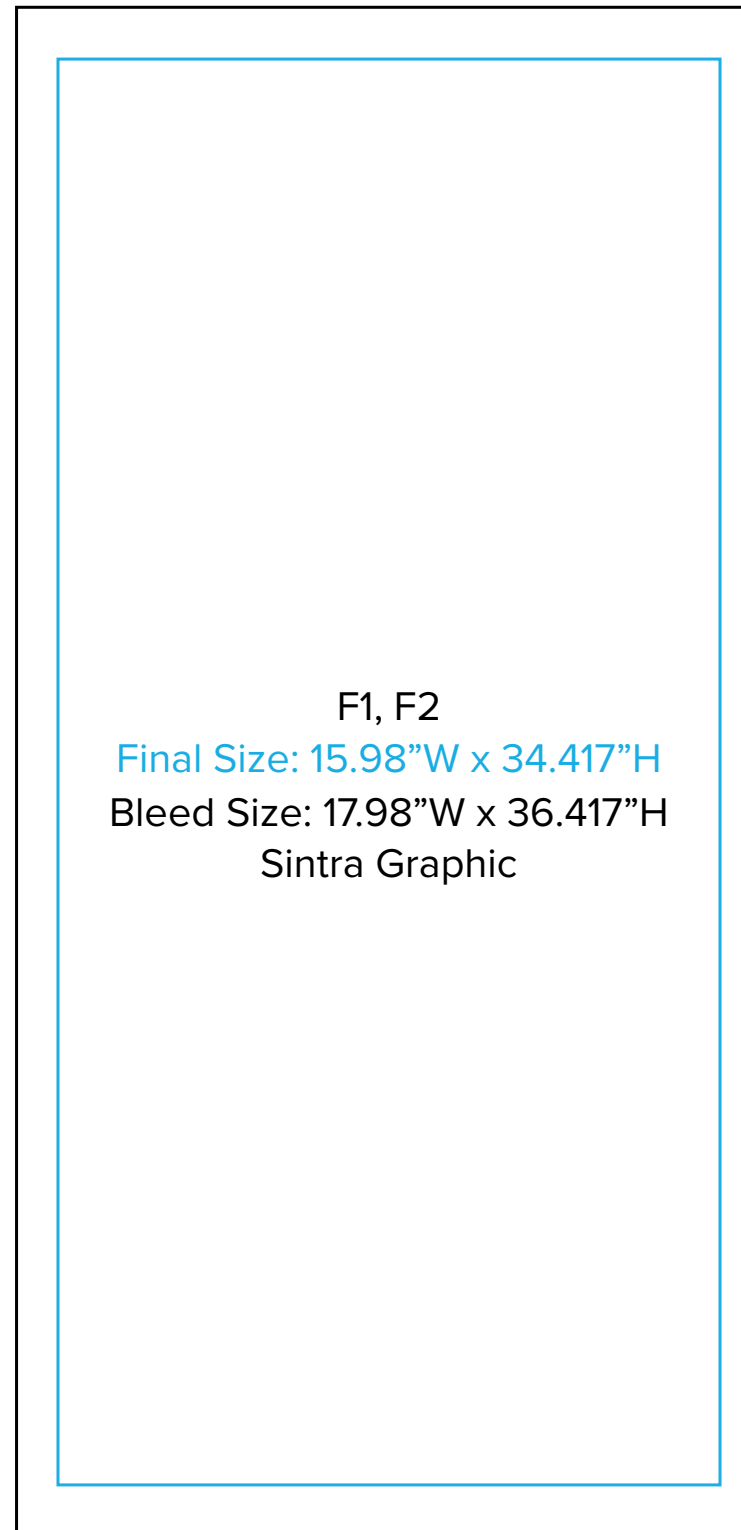 F1, F2
Final Size: 15.98”W x 34.417”H
Bleed Size: 17.98”W x 36.417”H
Sintra Graphic